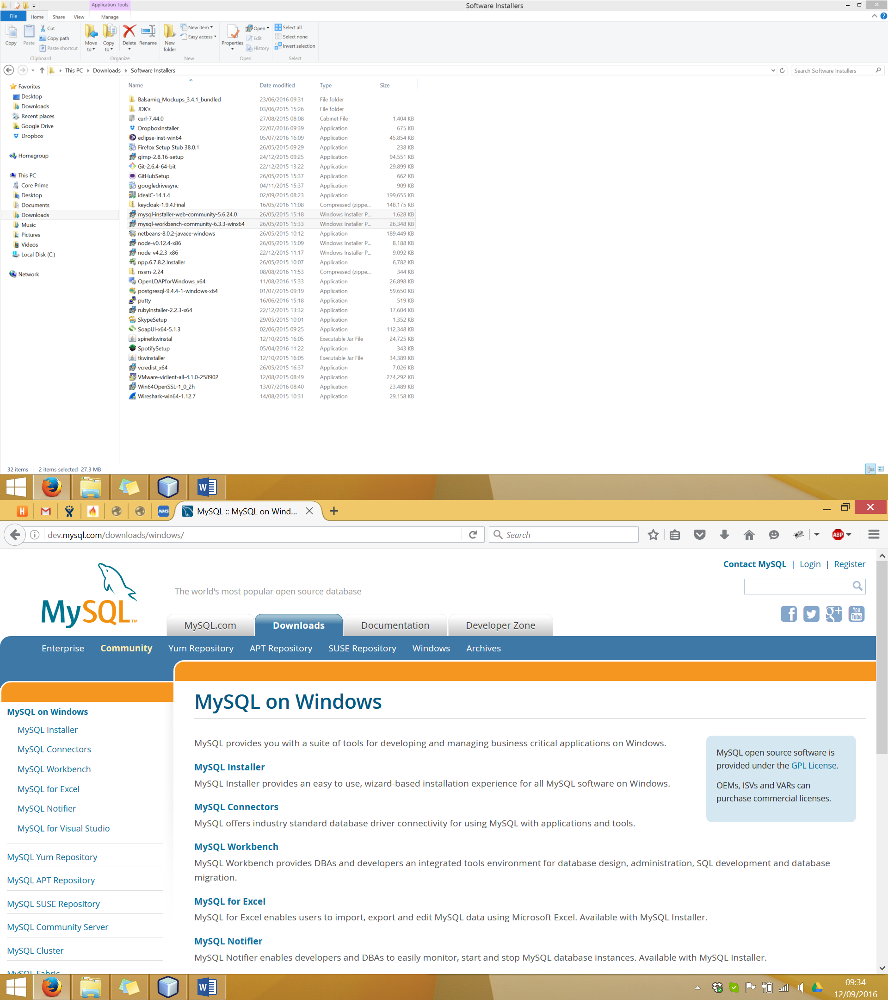 Application Tools
Software Installers
File Home Share View Manage
Copy
Paste
Cut
Copy path
Paste shortcut
Clipboard
Move to
Copy to
Delete
Rename
Organize
New folder
New item
Easy access
New
Properties
Open
Edit
History
Open
Select all
Select none
Invert selection
Select
This PC Downloads Software Installers
Search Software Installers
Favorites
Desktop
Downloads
Recent places
Google Drive
Dropbox
Homegroup
This PC
Core Prime
Desktop
Documents
Downloads
Music
Pictures
Videos
Local Disk (C:)
Network
Name Date modified Type Size
Balsamiq_Mockups_3.4.1_bundled 23/06/2016 09:31 File folder
JDK's 03/06/2015 15:26 File folder
curl-7.44.0 27/08/2015 08:08 Cabinet File 1,404 KB
DropboxInstaller 22/07/2016 09:39 Application 675 KB
eclipse-inst-win64 05/07/2016 16:09 Application 45,854 KB
Firefox Setup Stub 38.0.1 26/05/2015 09:29 Application 238 KB
gimp-2.8.16-setup 24/12/2015 09:25 Application 94,551 KB
Git-2.6.4-64-bit 22/12/2015 13:22 Application 29,899 KB
GitHubSetup 26/05/2015 15:37 Application 662 KB
googledrivesync 04/11/2015 15:37 Application 909 KB
ideaIC-14.1.4 02/09/2015 08:23 Application 199,655 KB
keycloak-1.9.4.Final 16/05/2016 11:08 Compressed (zippe... 148,175 KB
mysql-installer-web-community-5.6.24.0 26/05/2015 15:18 Windows Installer P... 1,628 KB
mysql-workbench-community-6.3.3-winx64 26/05/2015 15:33 Windows Installer P... 26,348 KB
netbeans-8.0.2-javaee-windows 26/05/2015 10:12 Application 189,449 KB
node-v0.12.4-x86 26/05/2015 15:09 Windows Installer P... 8,188 KB
node-v4.2.3-x86 22/12/2015 11:17 Windows Installer P... 9,092 KB
npp.6.7.8.2.Installer 26/05/2015 10:07 Application 6,782 KB
nssm-2.24 08/08/2016 11:53 Compressed (zippe... 344 KB
OpenLDAPforWindows_x64 11/08/2016 15:33 Application 26,898 KB
postgresql-9.4.4-1-windows-x64 01/07/2015 09:19 Application 59,650 KB
putty 16/06/2016 15:18 Application 519 KB
rubyinstaller-2.2.3-x64 22/12/2015 13:32 Application 17,604 KB
SkypeSetup 29/05/2015 10:01 Application 1,352 KB
SoapUI-x64-5.1.3 02/06/2015 09:25 Application 112,348 KB
spinetkwinstal 12/10/2015 16:05 Executable Jar File 24,725 KB
SpotifySetup 05/04/2016 11:22 Application 343 KB
tkwinstaller 12/10/2015 16:05 Executable Jar File 34,389 KB
vcredist_x64 26/05/2015 16:37 Application 7,026 KB
VMware-viclient-all-4.1.0-258902 12/08/2015 08:49 Application 274,292 KB
Win64OpenSSL-1_0_2h 13/07/2016 08:40 Application 23,489 KB
Wireshark-win64-1.12.7 14/08/2015 10:31 Application 29,158 KB
32 items 2 items selected 27.3 MB
W
H NHS MySQL :: MySQL on Wind...
dev.mysql.com/downloads/windows/
Search
ABP
Contact MySQL | Login | Register
MySQL™
The world's most popular open source database
f g+ You Tube
MySQL.com Downloads Documentation Developer Zone
Enterprise Community Yum Repository APT Repository SUSE Repository Windows Archives
MySQL on Windows
MySQL Installer
MySQL Connectors
MySQL Workbench
MySQL for Excel
MySQL Notifier
MySQL for Visual Studio
MySQL Yum Repository
MySQL APT Repository
MySQL SUSE Repository
MySQL Community Server
MySQL Cluster
MySQL Fabric
MySQL on Windows
MySQL provides you with a suite of tools for developing and managing business critical applications on Windows.
MySQL Installer
MySQL Installer provides an easy to use, wizard-based installation experience for all MySQL software on Windows.
MySQL Connectors
MySQL offers industry standard database driver connectivity for using MySQL with applications and tools.
MySQL Workbench
MySQL Workbench provides DBAs and developers an integrated tools environment for database design, administration, SQL development and database
migration.
MySQL for Excel
MySQL for Excel enables users to import, export and edit MySQL data using Microsoft Excel. Available with MySQL Installer.
MySQL Notifier
MySQL Notifier enables developers and DBAs to easily monitor, start and stop MySQL database instances. Available with MySQL Installer.
MySQL open source software is
provided under the GPL License.
OEMs, ISVs and VARs can
purchase commercial licenses.
W
09:34
12/09/2016